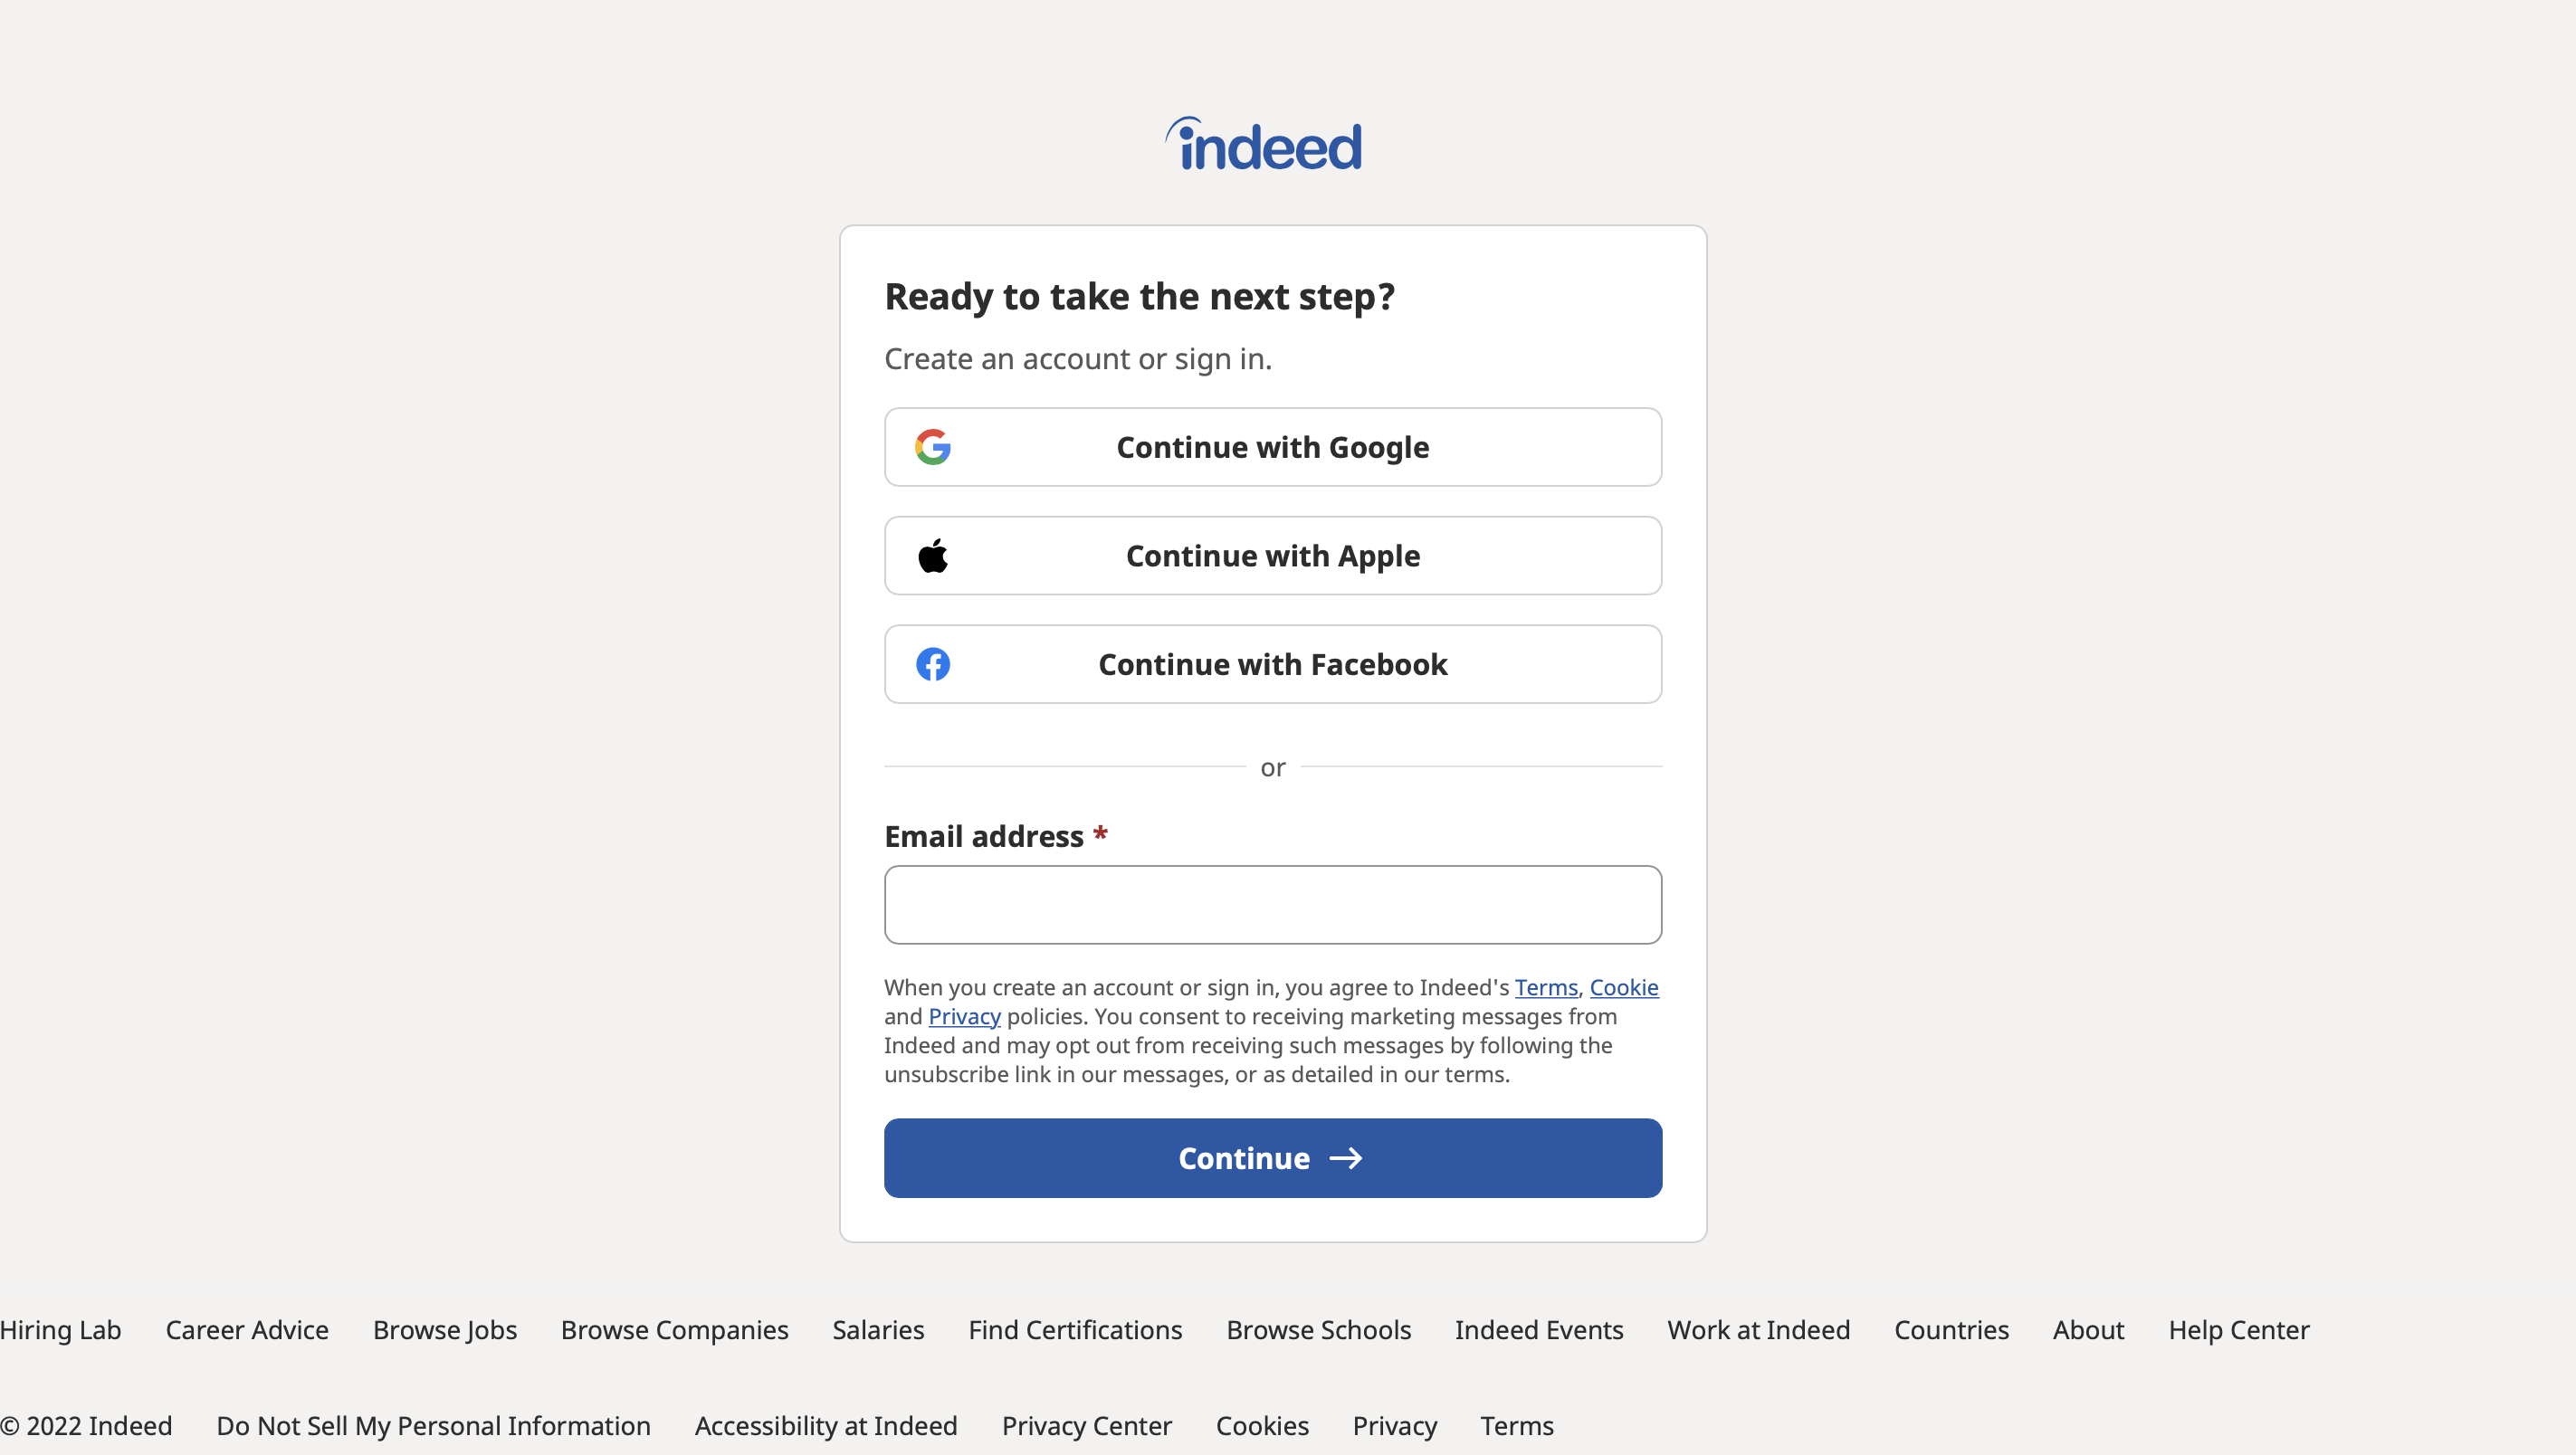 indeed
Ready to take the next step?
Create an account or sign in.
Continue with Google
Continue with Apple
Continue with Facebook
or
Email address *
When you create an account or sign in, you agree to Indeed's Terms, Cookie
and Privacy policies. You consent to receiving marketing messages from
Indeed and may opt out from receiving such messages by following the
unsubscribe link in our messages, or as detailed in our terms.
Continue →
Hiring Lab Career Advice Browse Jobs Browse Companies Salaries Find Certifications Browse Schools Indeed Events Work at Indeed Countries About Help Center
© 2022 Indeed Do Not Sell My Personal Information Accessibility at Indeed Privacy Center Cookies Privacy Terms